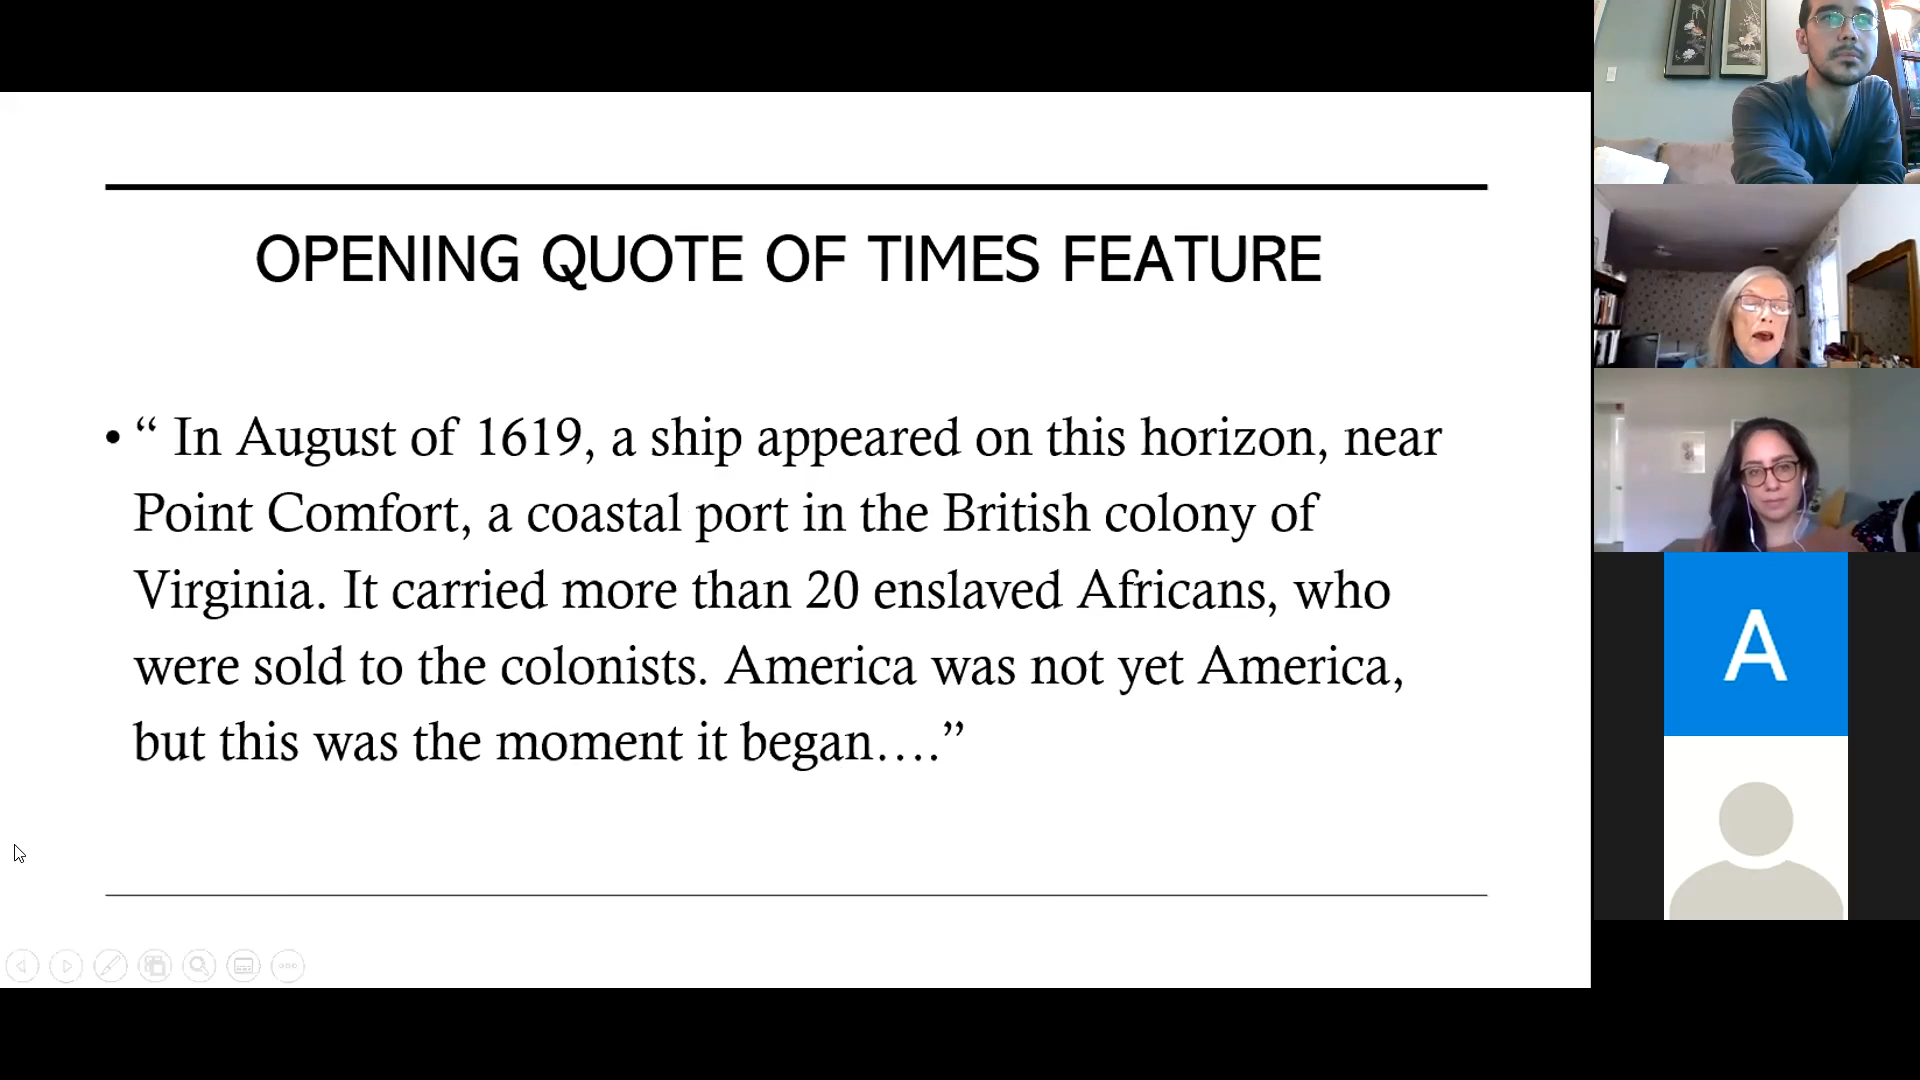 OPENING QUOTE OF TIMES FEATURE
• “ In August of 1619, a ship appeared on this horizon, near
Point Comfort, a coastal port in the British colony of
Virginia. It carried more than 20 enslaved Africans, who
were sold to the colonists. America was not yet America,
but this was the moment it began….”
A